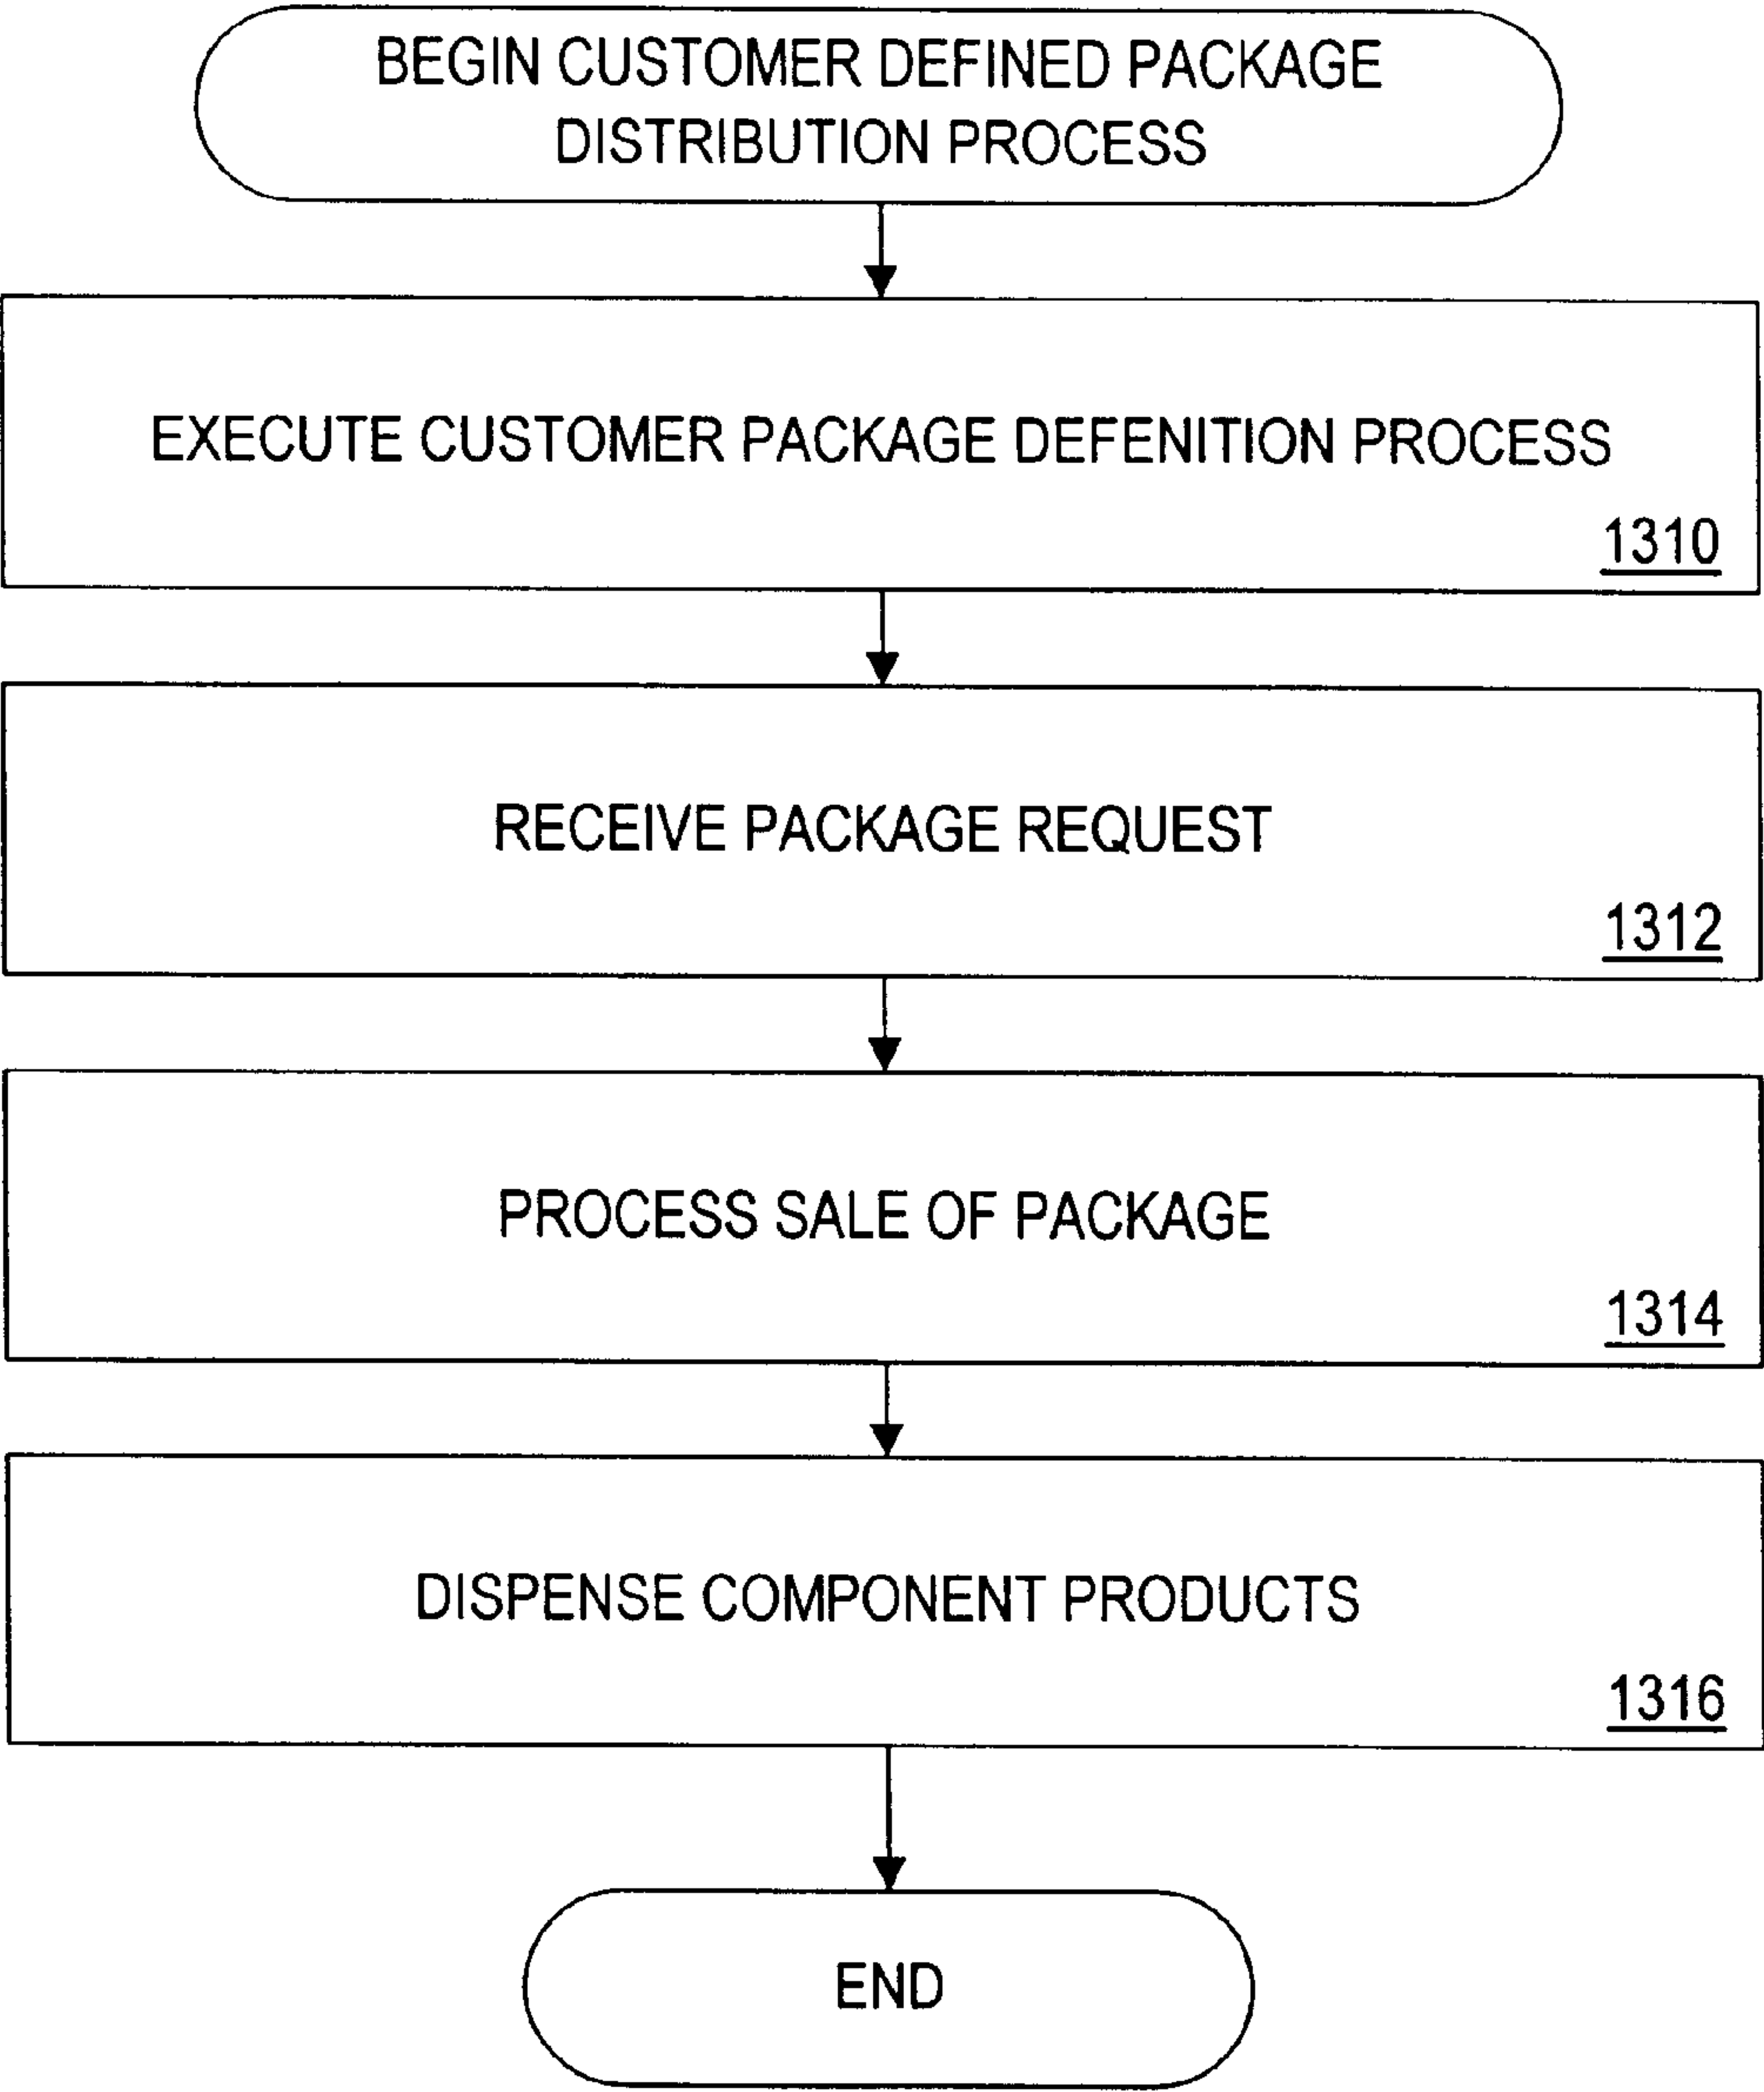 BEGIN CUSTOMER DEFINED PACKAGE
DISTRIBUTION PROCESS
EXECUTE CUSTOMER PACKAGE DEFENITION PROCESS
1310
RECEIVE PACKAGE REQUEST
1312
PROCESS SALE OF PACKAGE
1314
DISPENSE COMPONENT PRODUCTS
1316
END